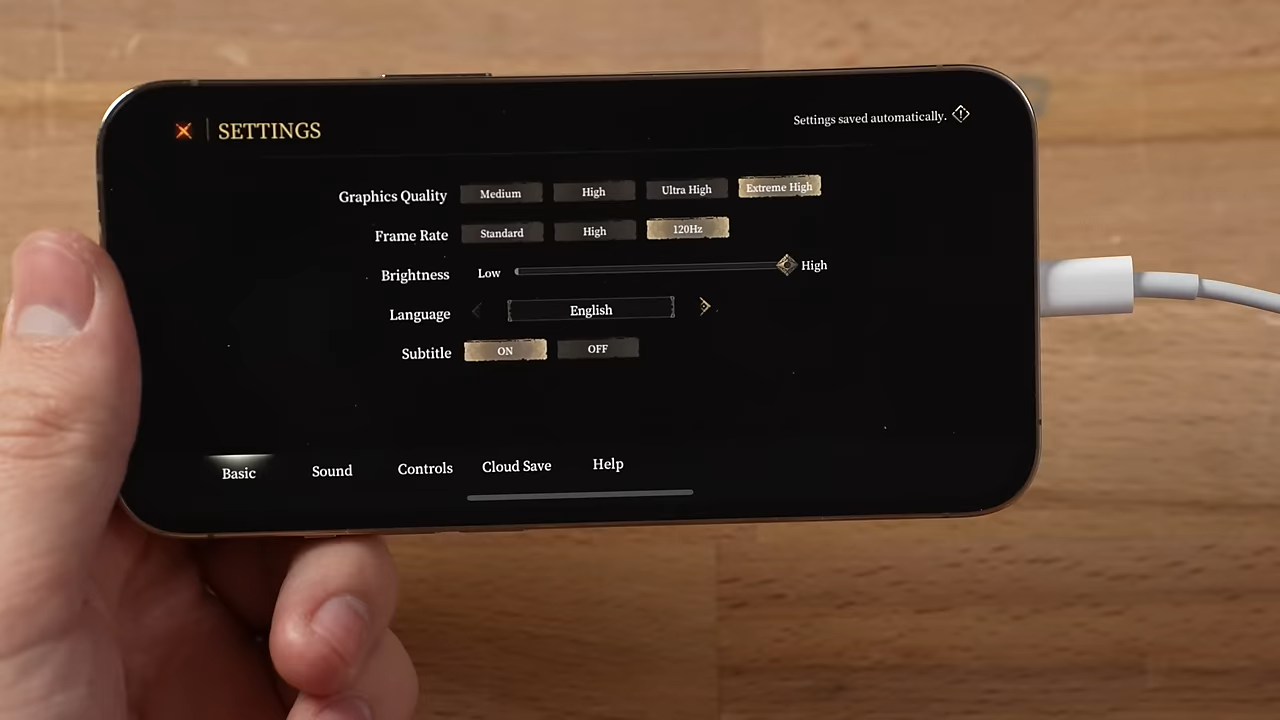 SETTINGS
Settings saved automatically.
Graphics Quality Medium High Ultra High Extreme High
Frame Rate Standard High 120Hz
Brightness Low High
Language English
Subtitle ON OFF
Basic Sound Controls Cloud Save Help